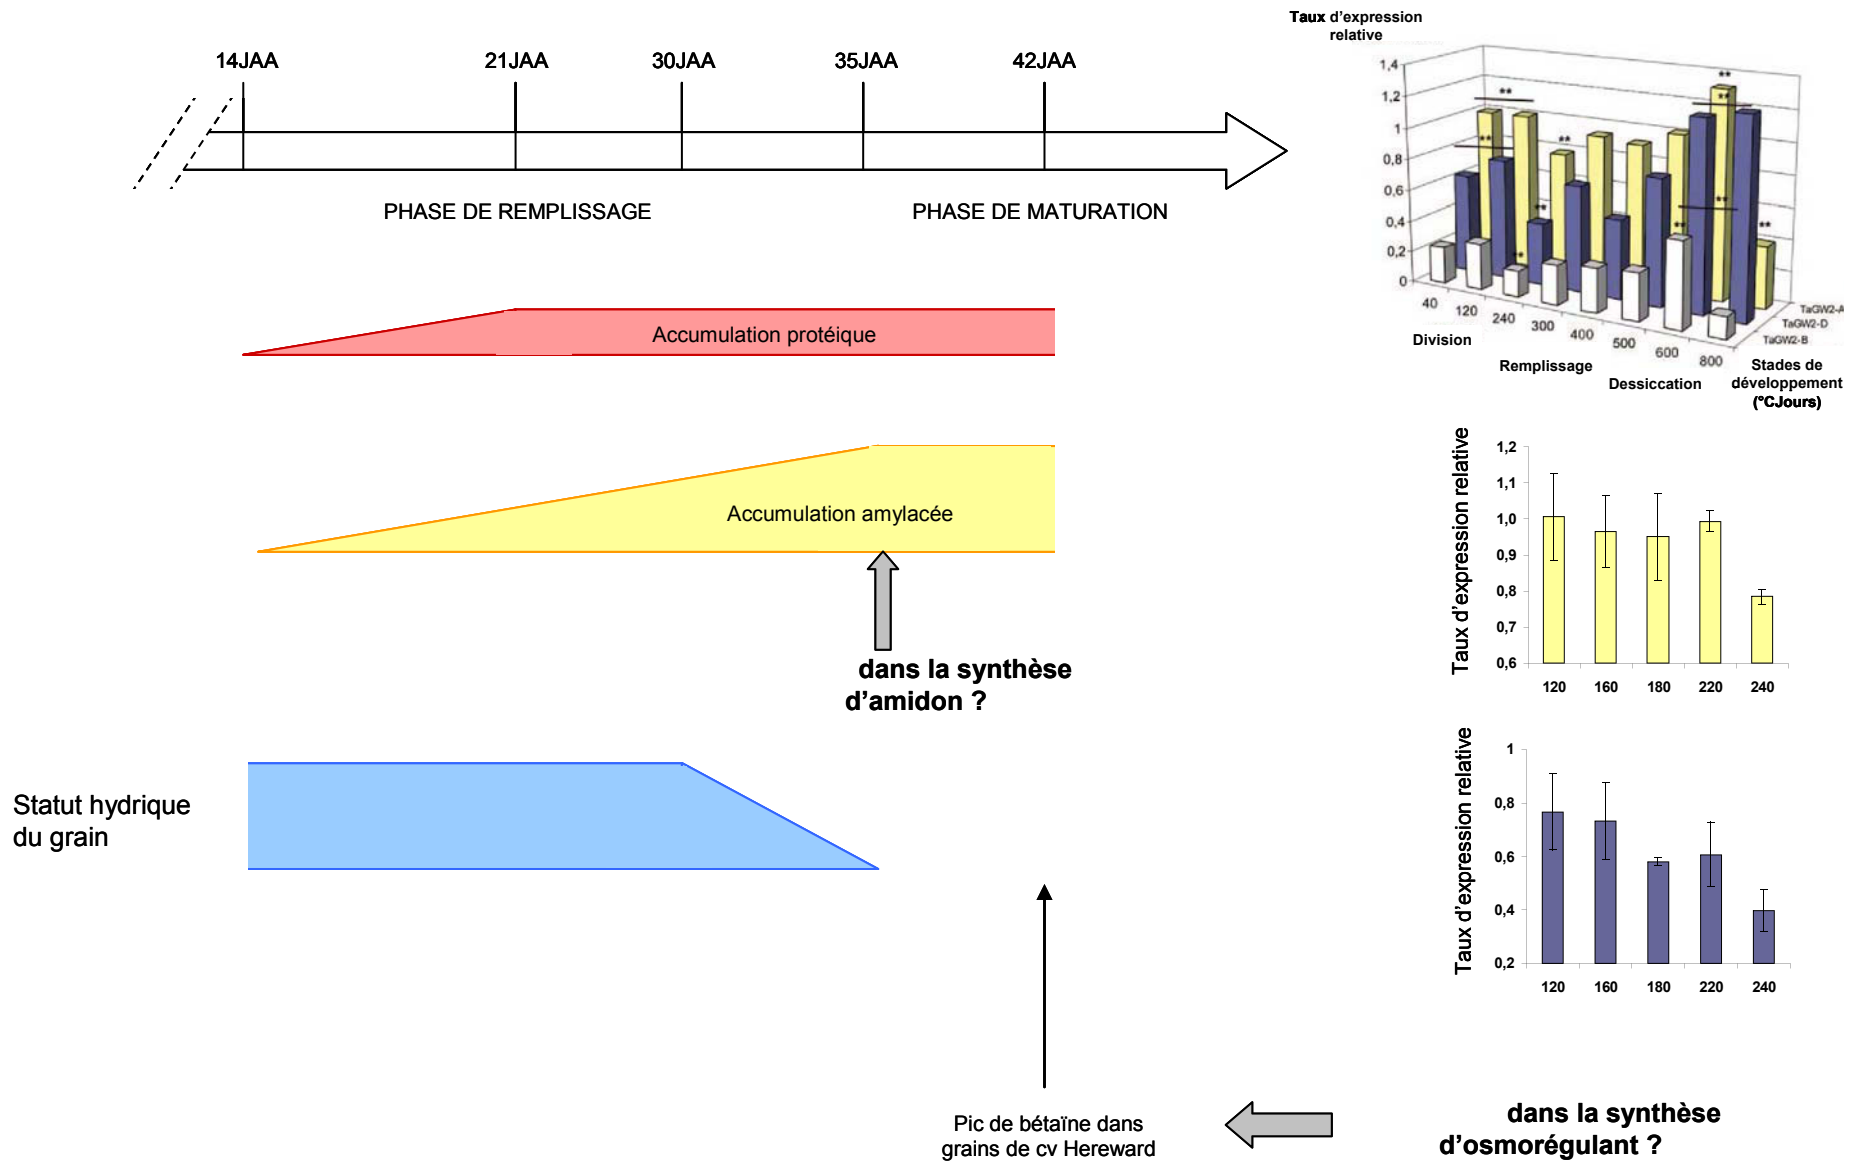 14JAA
21JAA
30JAA
35JAA
42JAA
PHASE DE REMPLISSAGE
PHASE DE MATURATION
Accumulation protéique
Accumulation amylacée
dans la synthèse
d'amidon ?
Statut hydrique
du grain
Pic de bétaïne dans
grains de cv Hereward
dans la synthèse
d'osmorégulant ?
Taux d'expression
relative
1,4
1,2
1
0,8
0,6
0,4
0,2
0
**
**
**
**
**
**
**
**
**
**
**
40
120
240
300
400
500
600
800
TaGW2-A
TaGW2-D
TaGW2-B
Division
Remplissage
Dessiccation
Stades de
développement
(°CJours)
Taux d'expression relative
1,2
1,1
1,0
0,9
0,8
0,7
0,6
120
160
180
220
240
Taux d'expression relative
1
0,8
0,6
0,4
0,2
120
160
180
220
240